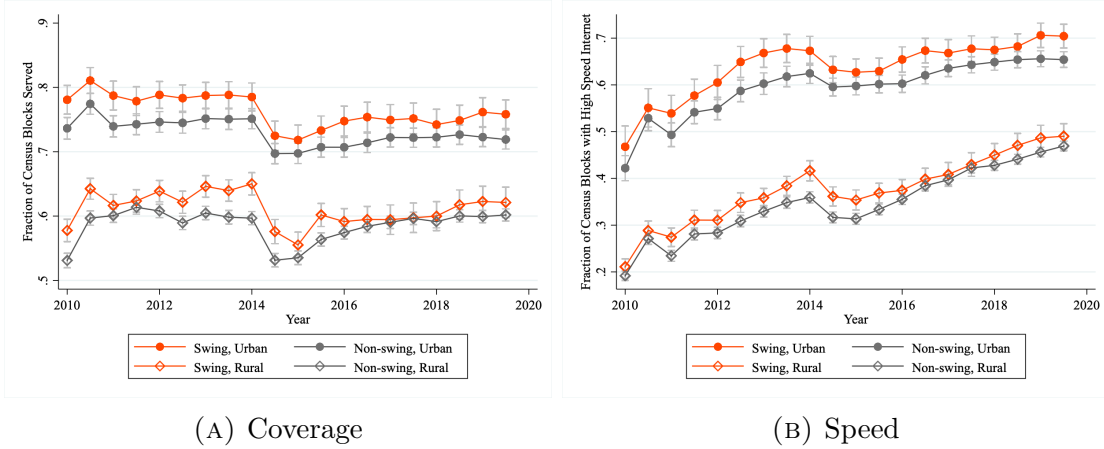 Fraction of Census Blocks Served
.9
.8
.7
.6
.5
2010
2012
2014
2016
2018
2020
Year
Swing, Urban
Non-swing, Urban
Swing, Rural
Non-swing, Rural
(A) Coverage
Fraction of Census Blocks with High Speed Internet
.7
.6
.5
.4
.3
.2
2010
2012
2014
2016
2018
2020
Year
Swing, Urban
Non-swing, Urban
Swing, Rural
Non-swing, Rural
(B) Speed